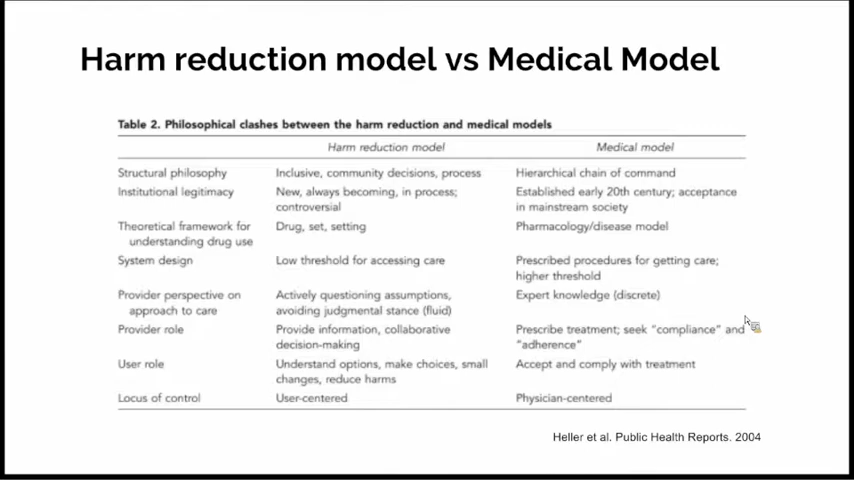 Harm reduction model vs Medical Model
Table 2. Philosophical clashes between the harm reduction and medical models
Harm reduction model Medical model
Structural philosophy Inclusive, community decisions, process Hierarchical chain of command
Institutional legitimacy New, always becoming, in process; Established early 20th century; acceptance
controversial in mainstream society
Theoretical framework for Drug, set, setting Pharmacology/disease model
understanding drug use
System design Low threshold for accessing care Prescribed procedures for getting care;
higher threshold
Provider perspective on Actively questioning assumptions, Expert knowledge (discrete)
approach to care avoiding judgmental stance (fluid)
Provider role Provide information, collaborative Prescribe treatment; seek "compliance" and
decision-making "adherence"
User role Understand options, make choices, small Accept and comply with treatment
changes, reduce harms
Locus of control User-centered Physician-centered
Heller et al. Public Health Reports. 2004